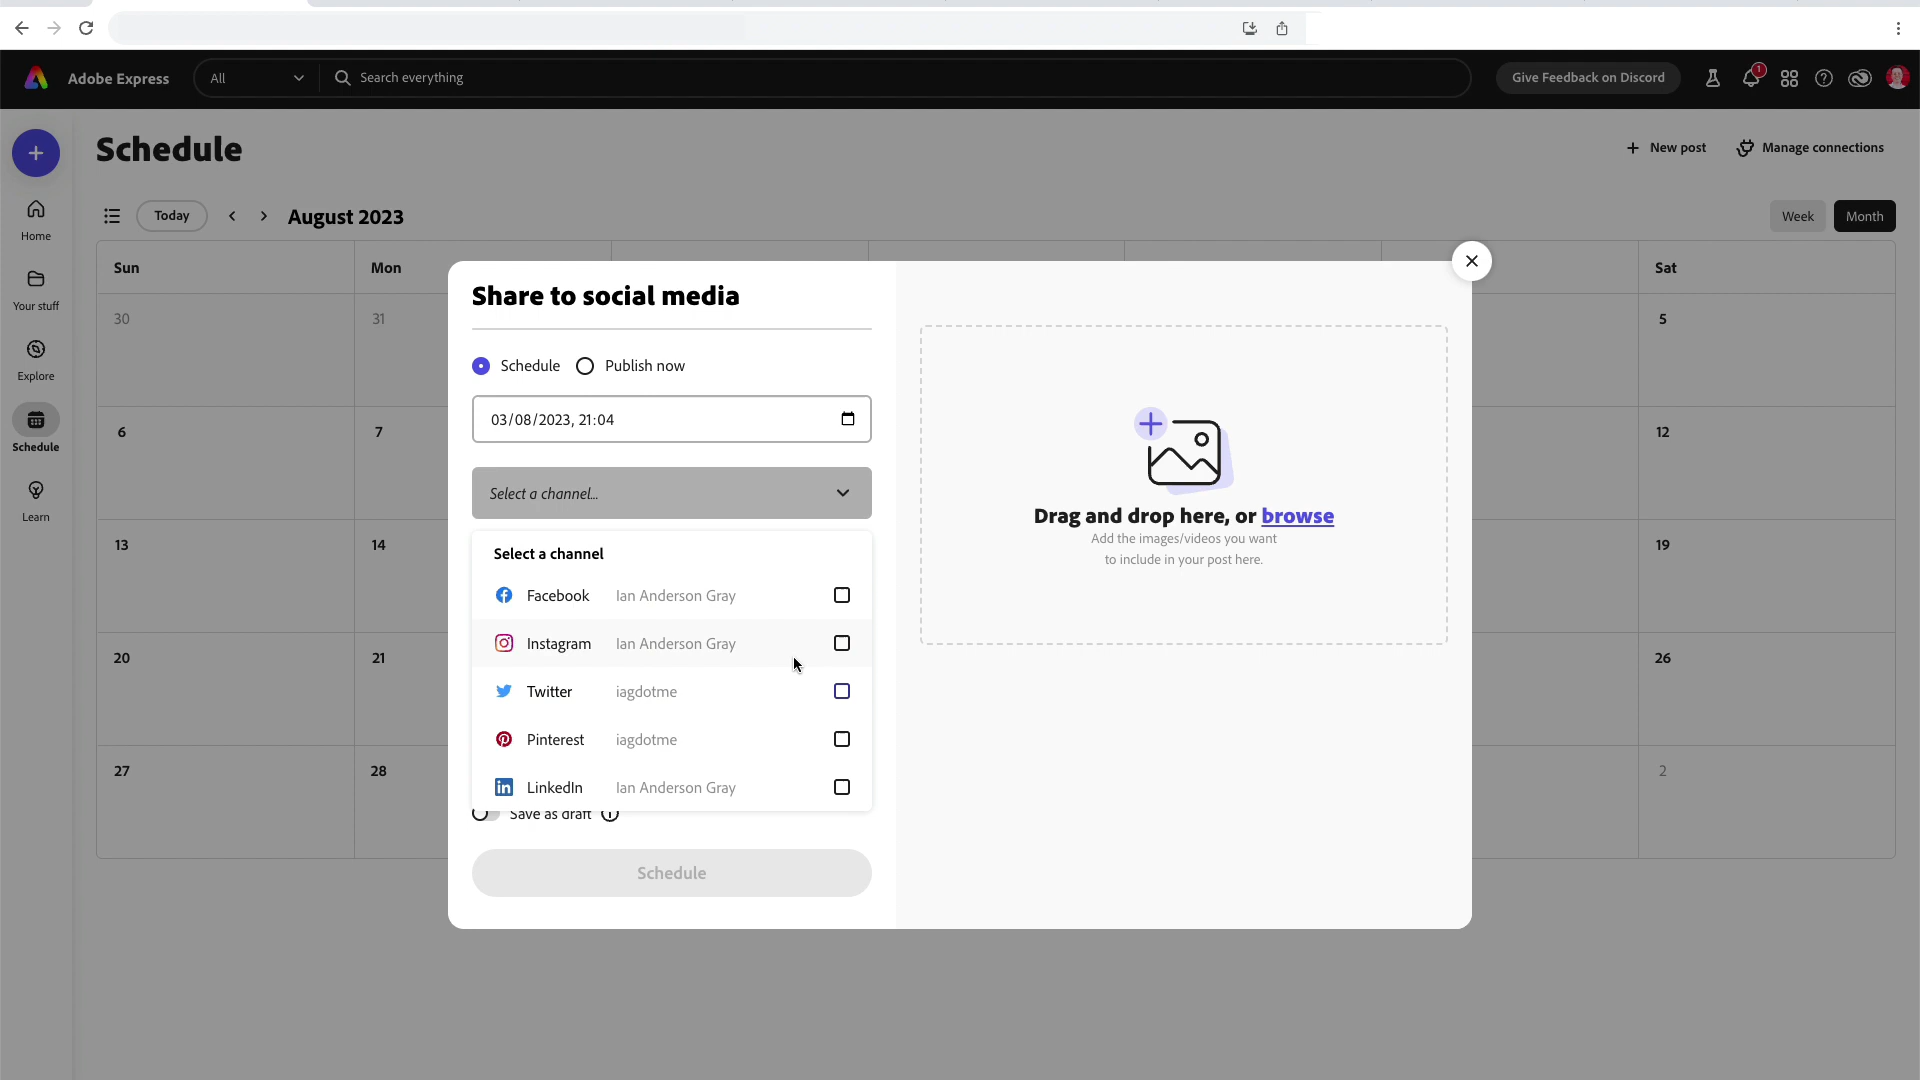 Adobe Express
All
Search everything
Give Feedback on Discord
1
Schedule
New post
Manage connections
Today
August 2023
Week
Month
Home
Your stuff
Explore
Schedule
Learn
Sun
Mon
Sat
30
31
5
6
7
12
13
14
19
20
21
26
27
28
2
Share to social media
Schedule
Publish now
03/08/2023, 21:04
Select a channel...
Select a channel
Facebook Ian Anderson Gray
Instagram Ian Anderson Gray
Twitter iagdotme
Pinterest iagdotme
LinkedIn Ian Anderson Gray
Save as draft
Schedule
Drag and drop here, or browse
Add the images/videos you want
to include in your post here.